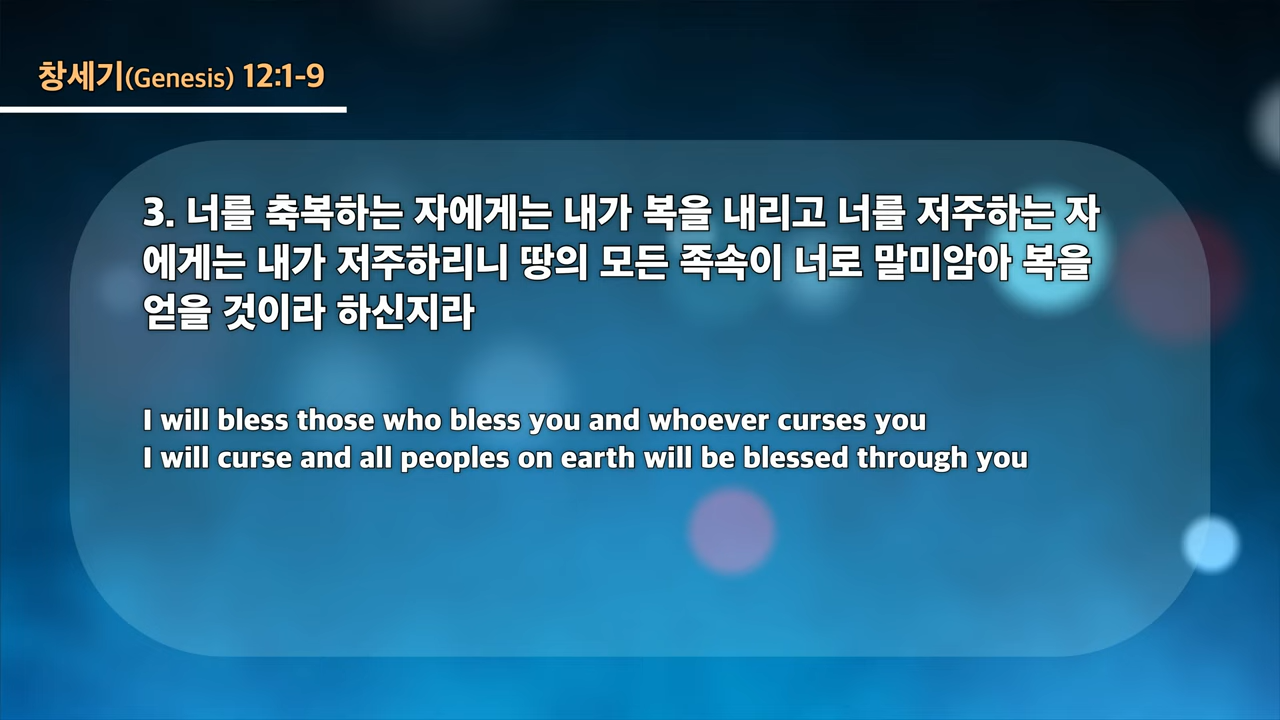 창세기(Genesis) 12:1-9
3. 너를 축복하는 자에게는 내가 복을 내리고 너를 저주하는 자
에게는 내가 저주하리니 땅의 모든 족속이 너로 말미암아 복을
얻을 것이라 하신지라
I will bless those who bless you and whoever curses you
I will curse and all peoples on earth will be blessed through you